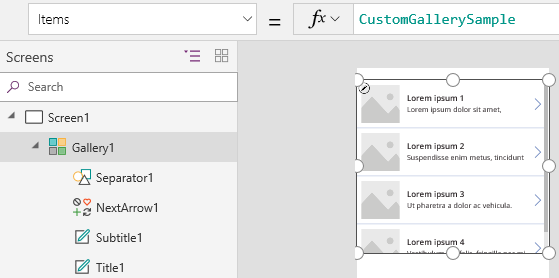 Items
= fx CustomGallerySample
Screens
Search
Screen1
Gallery1
Separator1
NextArrow1
Subtitle1
Title1
Lorem ipsum 1
Lorem ipsum dolor sit amet,
Lorem ipsum 2
Suspendisse enim metus, tincidunt
Lorem ipsum 3
Ut pharetra a dolor ac vehicula.
Lorem ipsum 4